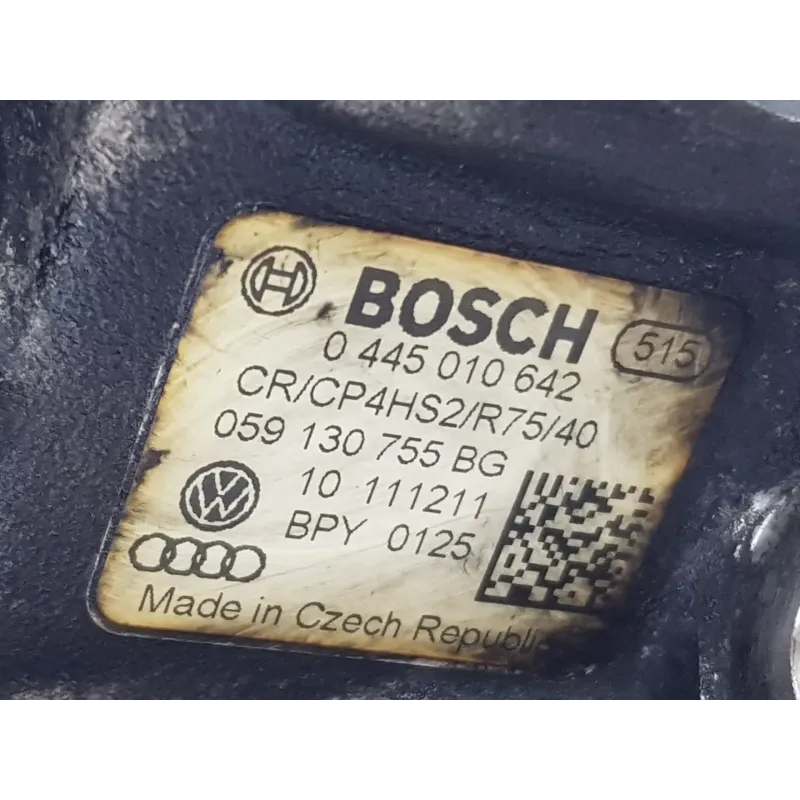 BOSCH 515
0 445 010 642
CR/CP4HS2/R75/40
059 130 755 BG
10 111211
BPY 0125
Made in Czech Republic